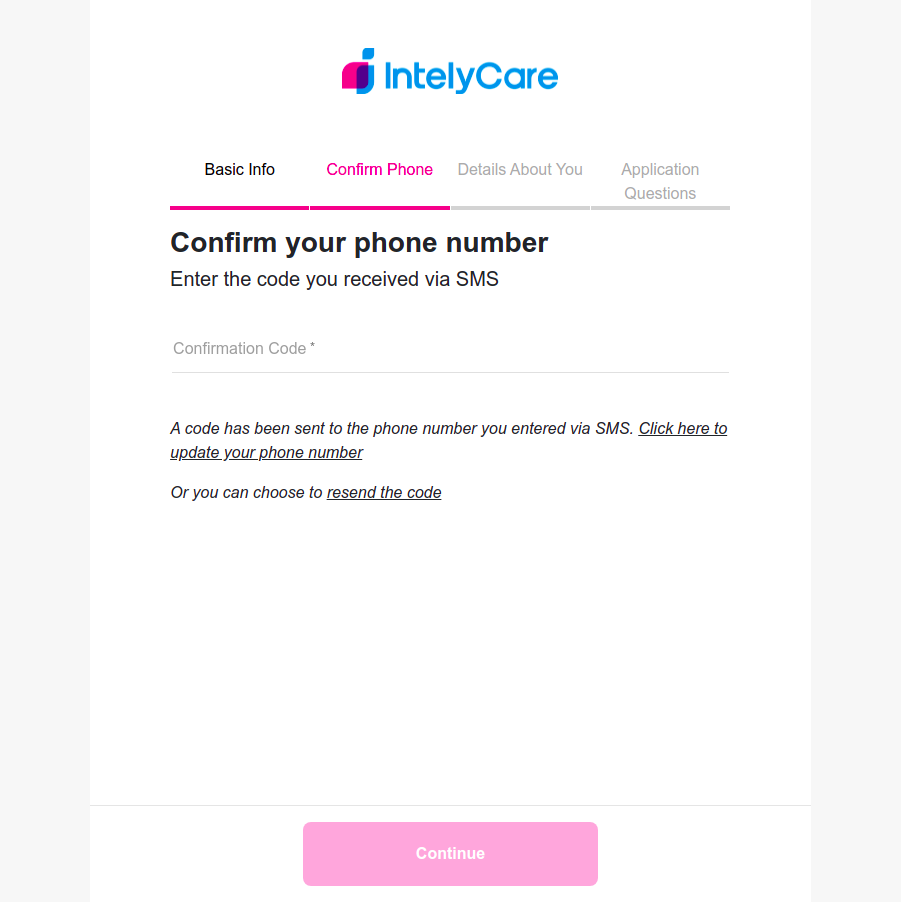 IntelyCare
Basic Info
Confirm Phone
Details About You
Application
Questions
Confirm your phone number
Enter the code you received via SMS
Confirmation Code *
A code has been sent to the phone number you entered via SMS. Click here to
update your phone number
Or you can choose to resend the code
Continue